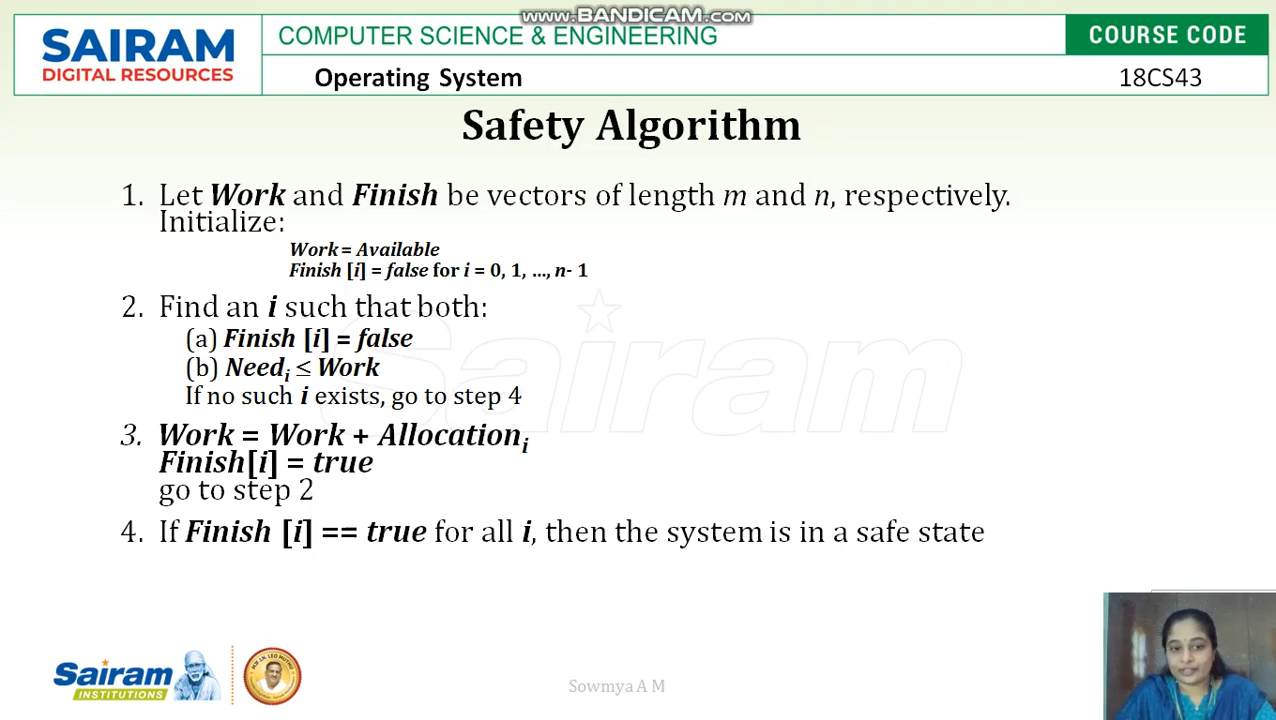 www.BANDICAM.com
SAIRAM
DIGITAL RESOURCES
COMPUTER SCIENCE & ENGINEERING
COURSE CODE
Operating System
18CS43
Safety Algorithm
1. Let Work and Finish be vectors of length m and n, respectively.
Initialize:
Work = Available
Finish [i] = false for i = 0, 1, ..., n- 1
2. Find an i such that both:
(a) Finish [i] = false
(b) Needi ≤ Work
If no such i exists, go to step 4
3. Work = Work + Allocationi
Finish[i] = true
go to step 2
4. If Finish [i] == true for all i, then the system is in a safe state
Sairam
Sairam
INSTITUTIONS
Sowmya A M